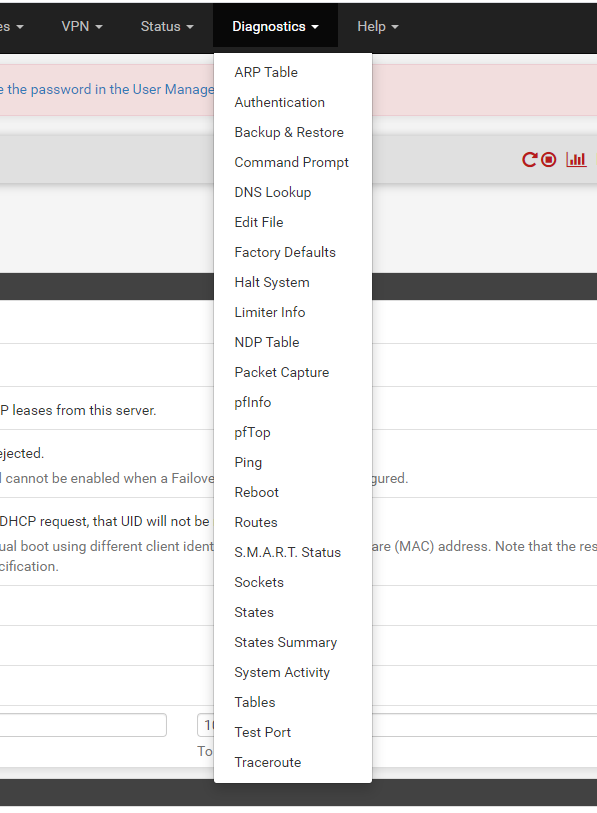 es VPN Status Diagnostics Help
e the password in the User Manage
ARP Table
Authentication
Backup & Restore
Command Prompt
DNS Lookup
Edit File
Factory Defaults
Halt System
Limiter Info
NDP Table
Packet Capture
pfInfo
pfTop
Ping
Reboot
Routes
S.M.A.R.T. Status
Sockets
States
States Summary
System Activity
Tables
Test Port
Traceroute
P leases from this server.
ejected.
l cannot be enabled when a Failove gured.
DHCP request, that UID will not be
ual boot using different client ident are (MAC) address. Note that the res
cification.
10
To